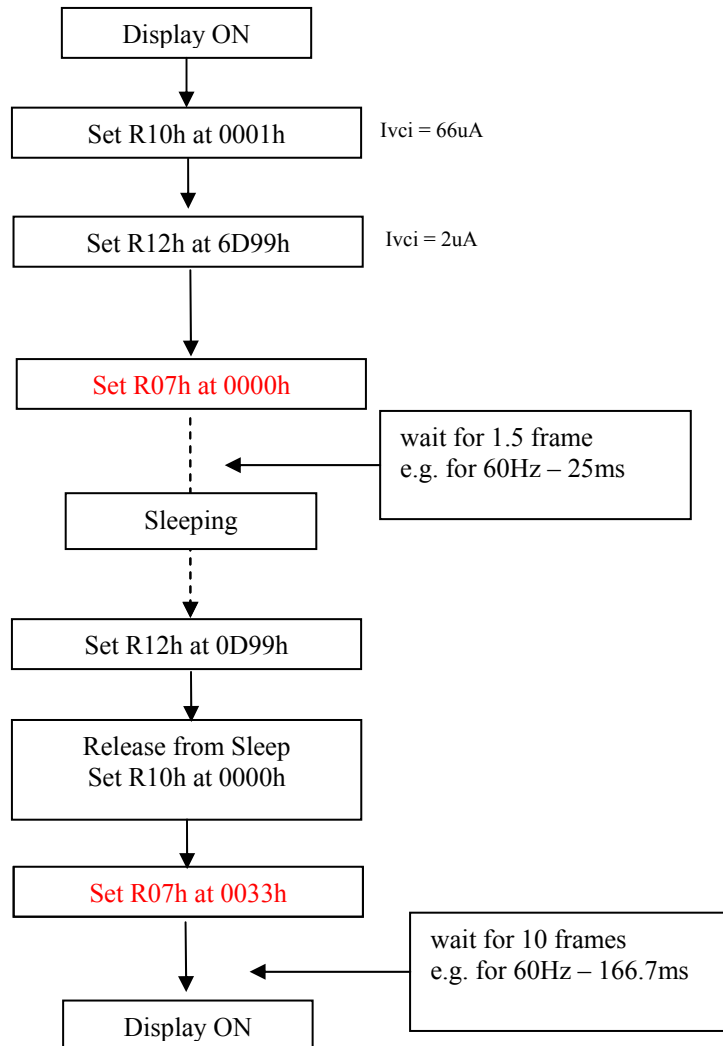 Display ON
Set R10h at 0001h
Ivci = 66uA
Set R12h at 6D99h
Ivci = 2uA
Set R07h at 0000h
wait for 1.5 frame
e.g. for 60Hz – 25ms
Sleeping
Set R12h at 0D99h
Release from Sleep
Set R10h at 0000h
Set R07h at 0033h
wait for 10 frames
e.g. for 60Hz – 166.7ms
Display ON